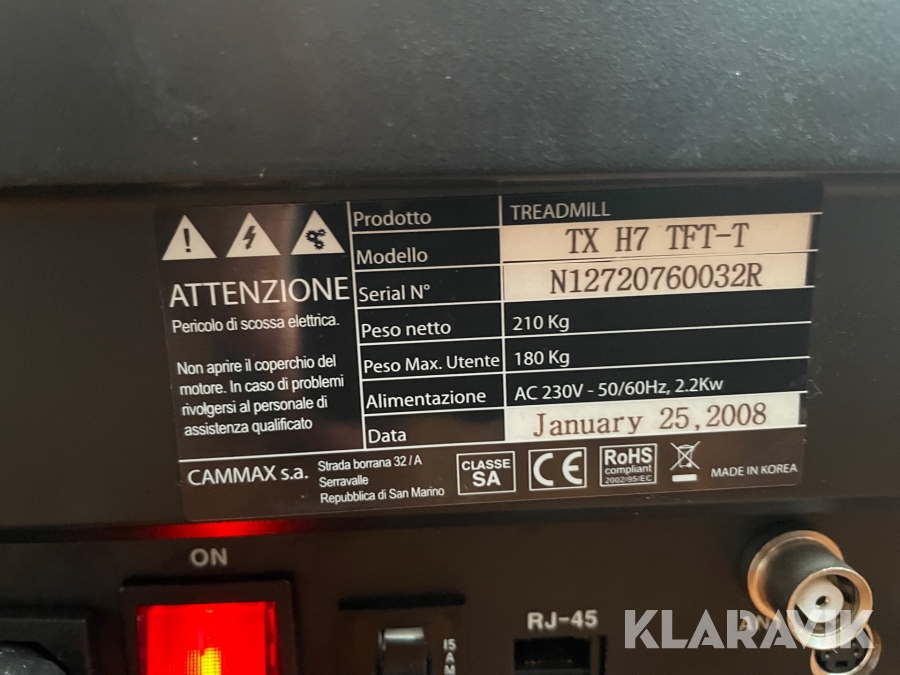 ATTENZIONE
Pericolo di scossa elettrica.
Non aprire il coperchio del
motore. In caso di problemi
rivolgersi al personale di
assistenza qualificato
Prodotto TREADMILL
Modello TX H7 TFT-T
Serial N° N12720760032R
Peso netto 210 Kg
Peso Max. Utente 180 Kg
Alimentazione AC 230V - 50/60Hz, 2.2Kw
Data January 25,2008
CAMMAX s.a.
Strada borrana 32 / A
Serravalle
Repubblica di San Marino
CLASSE
SA
CE
RoHS
compliant
2002/95/EC
MADE IN KOREA
ON
RJ-45
KLARAVIK